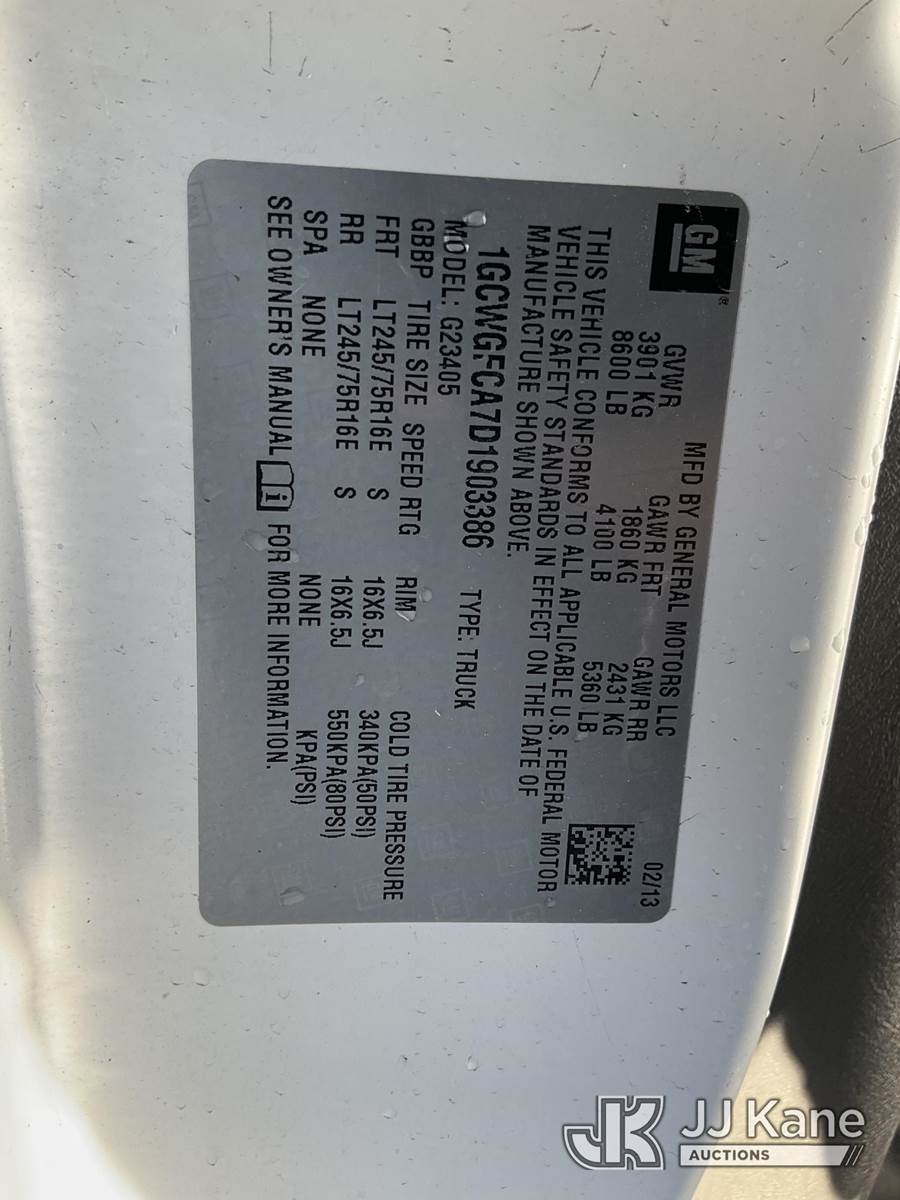 GM
MFD BY GENERAL MOTORS LLC 02/13
GVWR GAWR FRT GAWR RR
3901 KG 1860 KG 2431 KG
8600 LB 4100 LB 5360 LB
THIS VEHICLE CONFORMS TO ALL APPLICABLE U.S. FEDERAL MOTOR
VEHICLE SAFETY STANDARDS IN EFFECT ON THE DATE OF
MANUFACTURE SHOWN ABOVE.
1GCWGFCA7D1903386 TYPE: TRUCK
MODEL: G23405
GBBP TIRE SIZE SPEED RTG RIM COLD TIRE PRESSURE
FRT LT245/75R16E S 16X6.5J 340KPA(50PSI)
RR LT245/75R16E S 16X6.5J 550KPA(80PSI)
SPA NONE NONE KPA(PSI)
SEE OWNER'S MANUAL FOR MORE INFORMATION.
JK JJ Kane
AUCTIONS